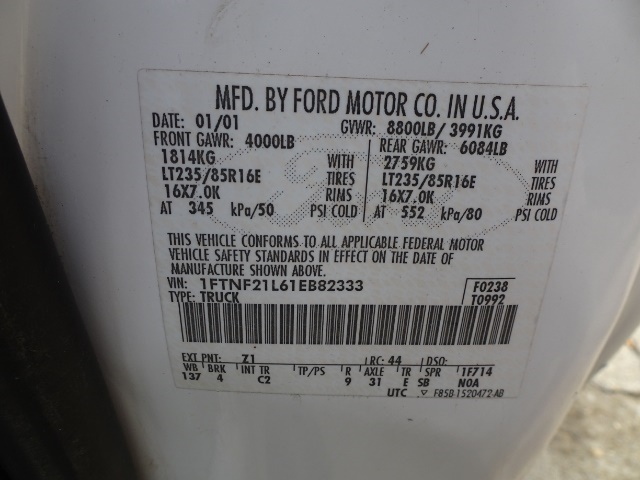 MFD. BY FORD MOTOR CO. IN U.S.A.
DATE: 01/01 GVWR: 8800LB/ 3991KG
FRONT GAWR: 4000LB REAR GAWR: 6084LB
1814KG WITH 2759KG WITH
LT235/85R16E TIRES LT235/85R16E TIRES
16X7.0K RIMS 16X7.0K RIMS
AT 345 kPa/50 PSI COLD AT 552 kPa/80 PSI COLD
THIS VEHICLE CONFORMS TO ALL APPLICABLE FEDERAL MOTOR
VEHICLE SAFETY STANDARDS IN EFFECT ON THE DATE OF
MANUFACTURE SHOWN ABOVE.
VIN: 1FTNF21L61EB82333 F0238
TYPE: TRUCK T0992
EXT PNT: Z1 LRC: 44 DSO:
WB BRK INT TR TP/PS R AXLE TR SPR 1F714
137 4 C2 9 31 E SB NOA
UTC F85B-1520472-AB